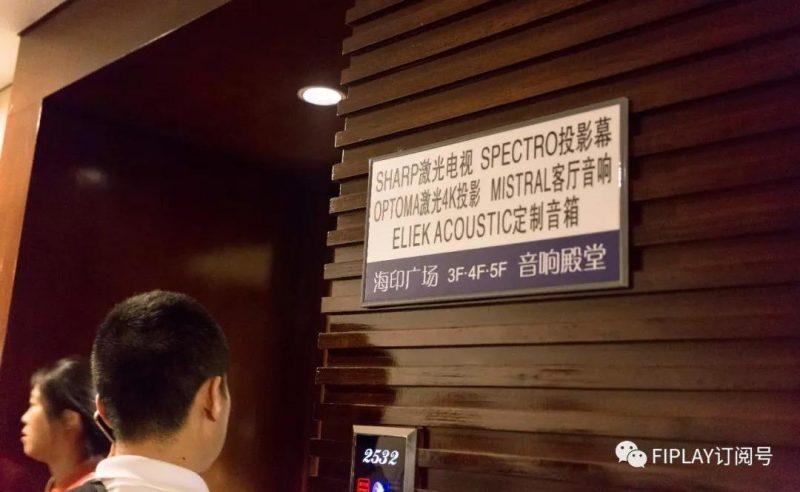 SHARP激光电视 SPECTRO投影幕
OPTOMA激光4K投影 MISTRAL客厅音响
ELIEK ACOUSTIC定制音箱
海印广场 3F·4F·5F 音响殿堂
2532
FIPLAY订阅号